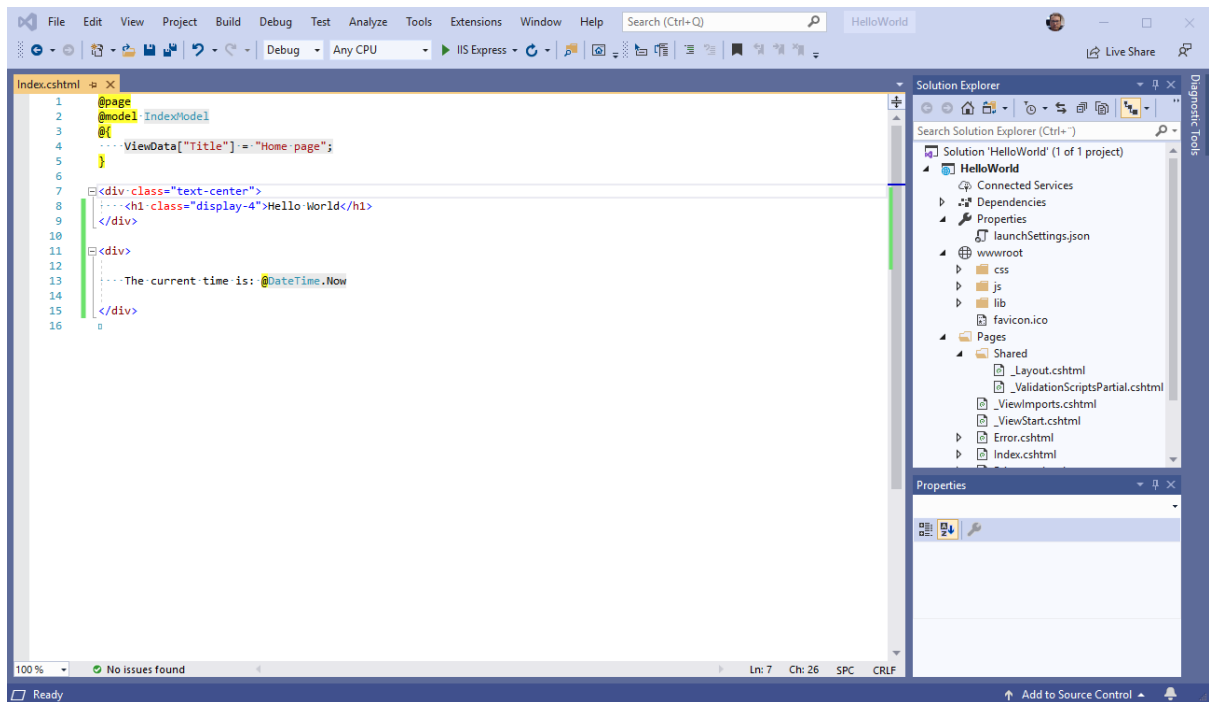 File Edit View Project Build Debug Test Analyze Tools Extensions Window Help Search (Ctrl+Q) HelloWorld
Debug Any CPU IIS Express Live Share
Index.cshtml
Solution Explorer
Diagnostic Tools
1 @page
2 @model IndexModel
3 @{
4 ViewData["Title"] = "Home page";
5 }
6
7 <div class="text-center">
8 <h1 class="display-4">Hello World</h1>
9 </div>
10
11 <div>
12
13 The current time is: @DateTime.Now
14
15 </div>
16
Search Solution Explorer (Ctrl+¨)
Solution 'HelloWorld' (1 of 1 project)
HelloWorld
Connected Services
Dependencies
Properties
launchSettings.json
wwwroot
css
js
lib
favicon.ico
Pages
Shared
_Layout.cshtml
_ValidationScriptsPartial.cshtml
_ViewImports.cshtml
_ViewStart.cshtml
Error.cshtml
Index.cshtml
Properties
100 % No issues found Ln: 7 Ch: 26 SPC CRLF
Ready Add to Source Control